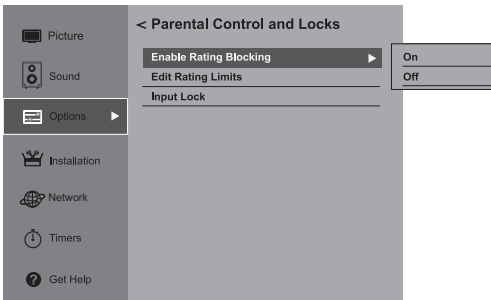 Picture
Sound
Options
Installation
Network
Timers
Get Help
< Parental Control and Locks
Enable Rating Blocking
Edit Rating Limits
Input Lock
On
Off